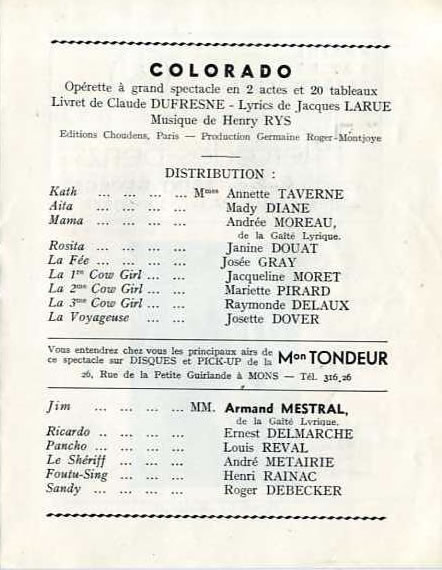 COLORADO
Opérette à grand spectacle en 2 actes et 20 tableaux
Livret de Claude DUFRESNE - Lyrics de Jacques LARUE
Musique de Henry RYS
Editions Choudens, Paris — Production Germaine Roger-Montjoye
DISTRIBUTION :
Kath ... ... ... ... Mmes Annette TAVERNE
Aita ... ... ... ... Mady DIANE
Mama ... ... ... ... Andrée MOREAU,
de la Gaîté Lyrique.
Rosita ... ... ... ... Janine DOUAT
La Fée ... ... ... ... Josée GRAY
La 1re Cow Girl ... ... Jacqueline MORET
La 2me Cow Girl ... ... Mariette PIRARD
La 3me Cow Girl ... ... Raymonde DELAUX
La Voyageuse ... ... Josette DOVER
Vous entendrez chez vous les principaux airs de
ce spectacle sur DISQUES et PICK-UP de la Mon TONDEUR
26, Rue de la Petite Guirlande à MONS — Tél. 316,26
Jim ... ... ... ... MM. Armand MESTRAL,
de la Gaîté Lyrique.
Ricardo .. ... ... ... Ernest DELMARCHE
Pancho ... ... ... ... Louis REVAL
Le Shériff ... ... ... André METAIRIE
Foutu-Sing ... ... ... Henri RAINAC
Sandy ... ... ... ... Roger DEBECKER